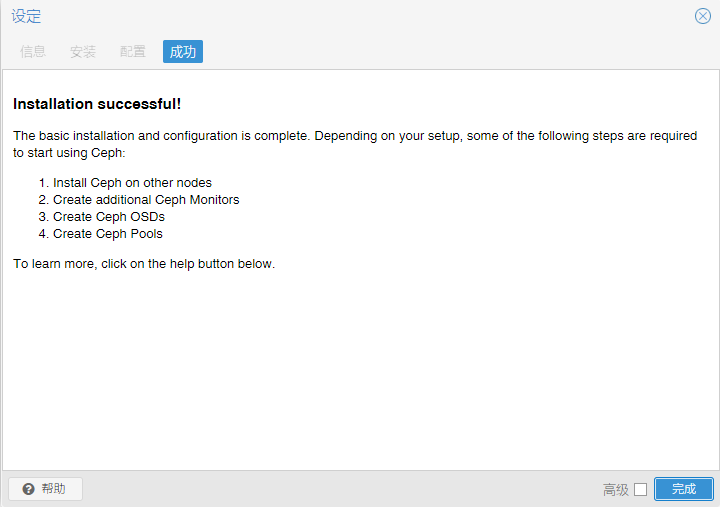 设定
信息 安装 配置 成功
Installation successful!
The basic installation and configuration is complete. Depending on your setup, some of the following steps are required
to start using Ceph:
1. Install Ceph on other nodes
2. Create additional Ceph Monitors
3. Create Ceph OSDs
4. Create Ceph Pools
To learn more, click on the help button below.
帮助 高级 完成